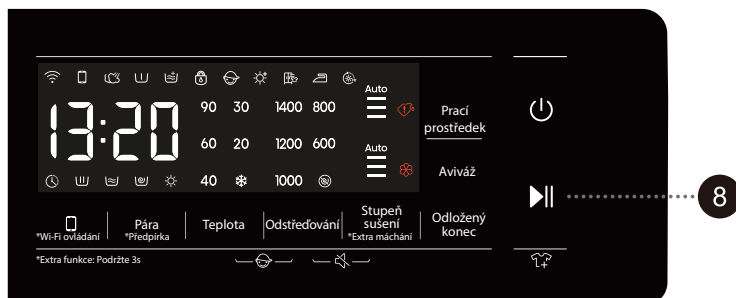 Auto
90 30 1400 800
13:20
Prací
prostředek
60 20 1200 600
Auto
Aviváž
40 1000
8
*Wi-Fi ovládání
Pára
*Předpírka
Teplota
Odstřeďování
Stupeň
sušení
*Extra máchání
Odložený
konec
*Extra funkce: Podržte 3s